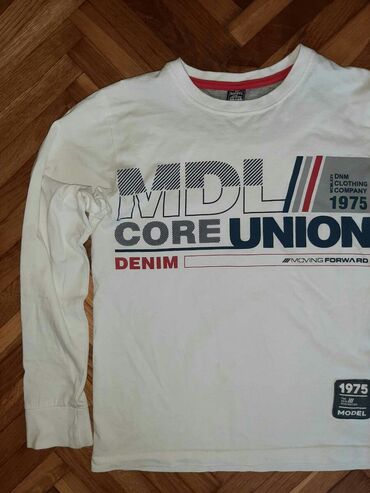 MDL
DNM
CLOTHING
COMPANY
1975
CORE UNION
DENIM
///MOVING FORWARD
1975
MODEL